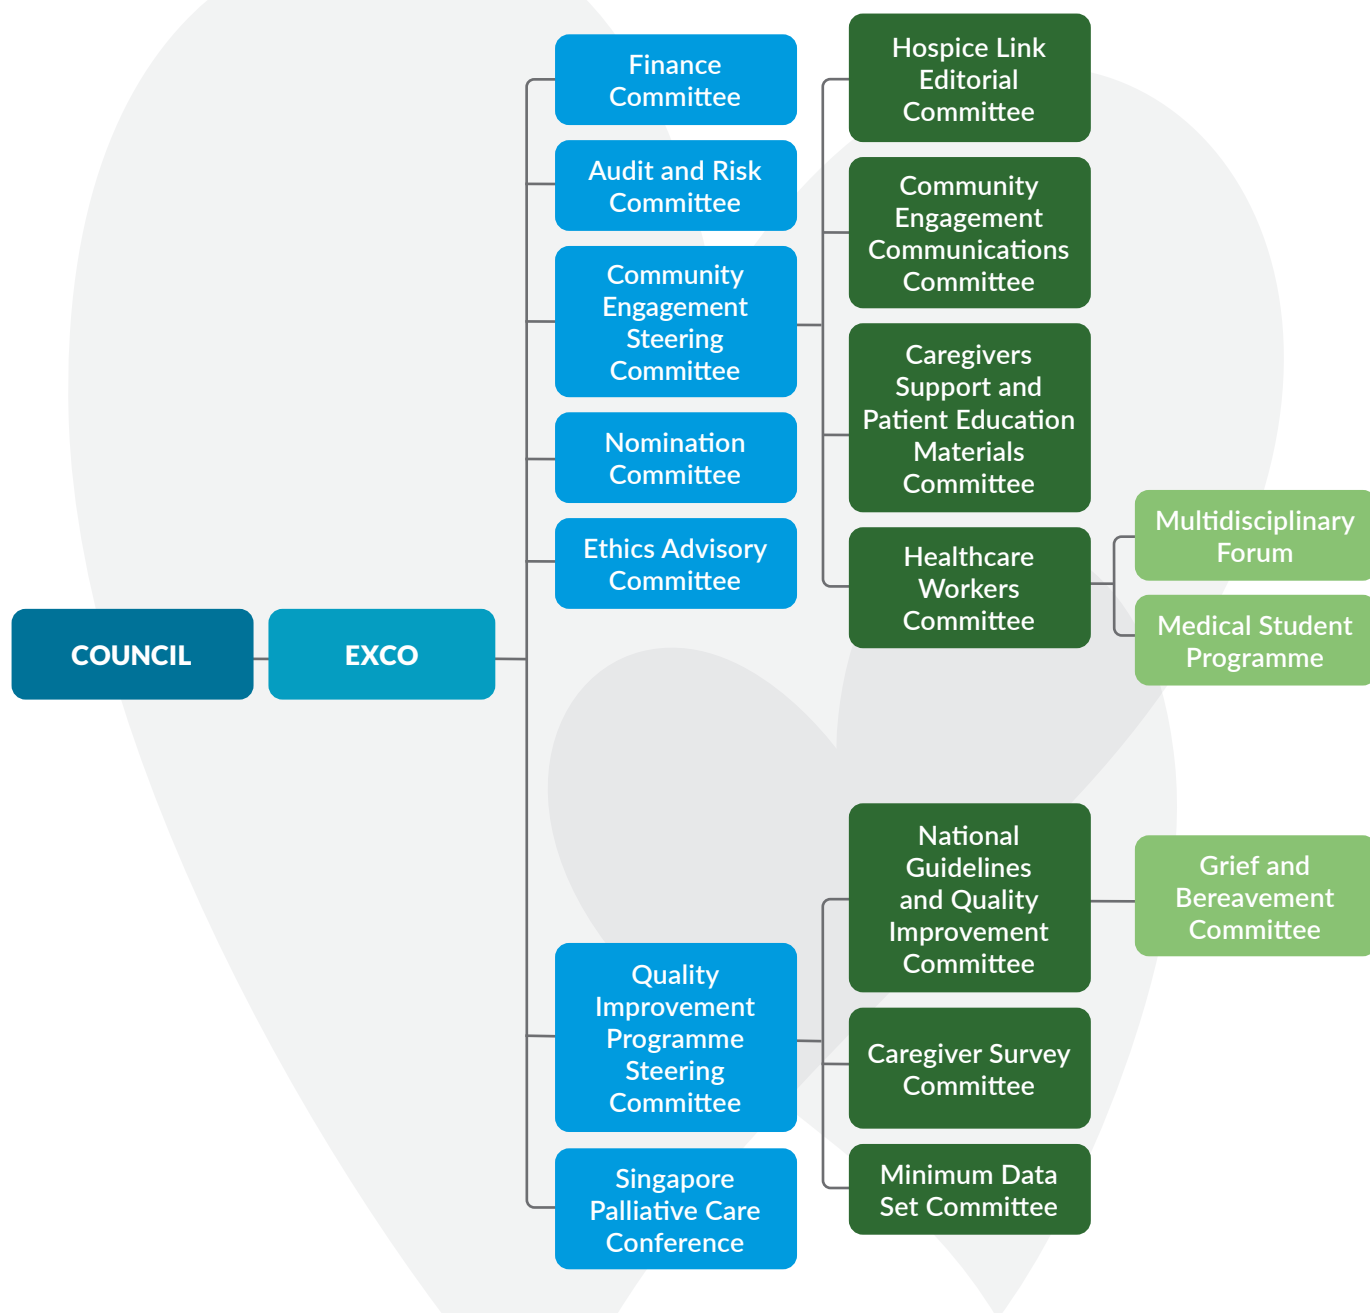 COUNCIL
EXCO
Finance
Committee
Audit and Risk
Committee
Community
Engagement
Steering
Committee
Nomination
Committee
Ethics Advisory
Committee
Quality
Improvement
Programme
Steering
Committee
Singapore
Palliative Care
Conference
Hospice Link
Editorial
Committee
Community
Engagement
Communications
Committee
Caregivers
Support and
Patient Education
Materials
Committee
Healthcare
Workers
Committee
National
Guidelines
and Quality
Improvement
Committee
Caregiver Survey
Committee
Minimum Data
Set Committee
Multidisciplinary
Forum
Medical Student
Programme
Grief and
Bereavement
Committee